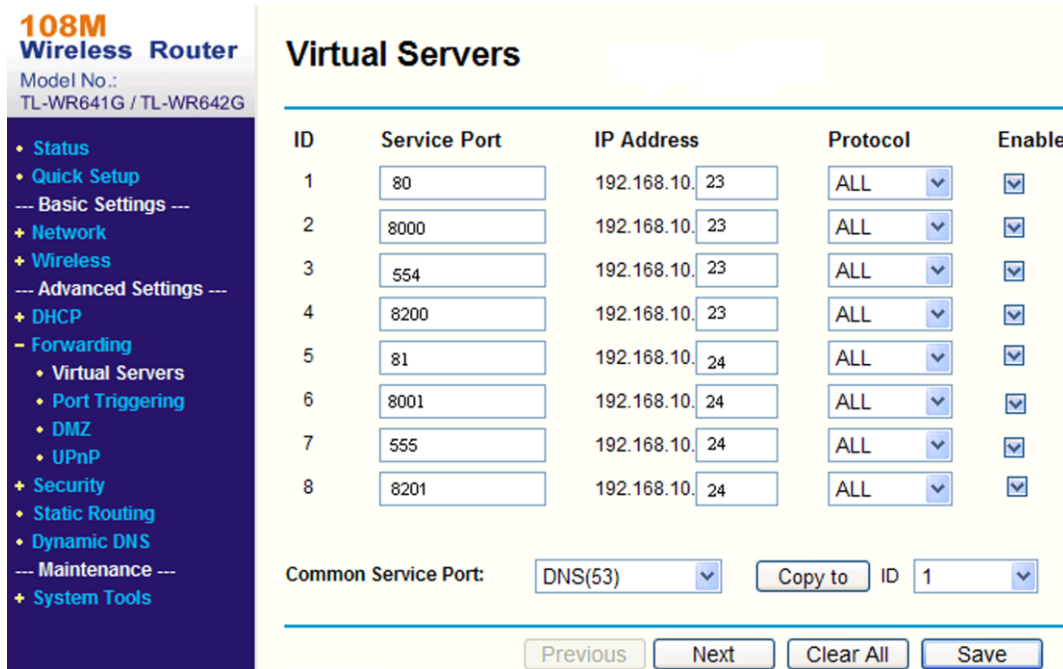 108M
Wireless Router
Model No.:
TL-WR641G / TL-WR642G
Status
Quick Setup
--- Basic Settings ---
+ Network
+ Wireless
--- Advanced Settings ---
+ DHCP
– Forwarding
Virtual Servers
Port Triggering
DMZ
UPnP
+ Security
Static Routing
Dynamic DNS
--- Maintenance ---
+ System Tools
Virtual Servers
ID Service Port IP Address Protocol Enable
1 80 192.168.10. 23 ALL
2 8000 192.168.10. 23 ALL
3 554 192.168.10. 23 ALL
4 8200 192.168.10. 23 ALL
5 81 192.168.10. 24 ALL
6 8001 192.168.10. 24 ALL
7 555 192.168.10. 24 ALL
8 8201 192.168.10. 24 ALL
Common Service Port: DNS(53) Copy to ID 1
Previous Next Clear All Save